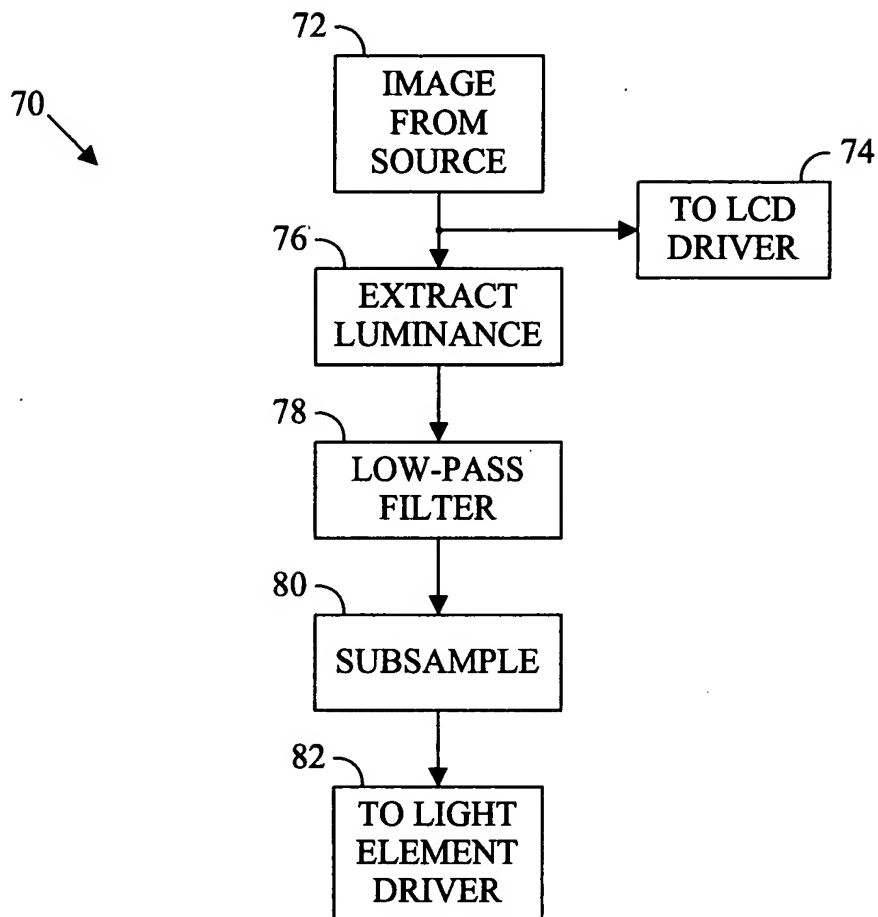 72
IMAGE
FROM
SOURCE
70
74
TO LCD
DRIVER
76
EXTRACT
LUMINANCE
78
LOW-PASS
FILTER
80
SUBSAMPLE
82
TO LIGHT
ELEMENT
DRIVER